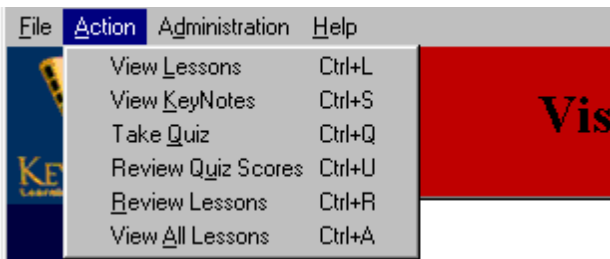 File Action Administration Help
View Lessons Ctrl+L
View KeyNotes Ctrl+S
Take Quiz Ctrl+Q
Review Quiz Scores Ctrl+U
Review Lessons Ctrl+R
View All Lessons Ctrl+A
Vis
KE